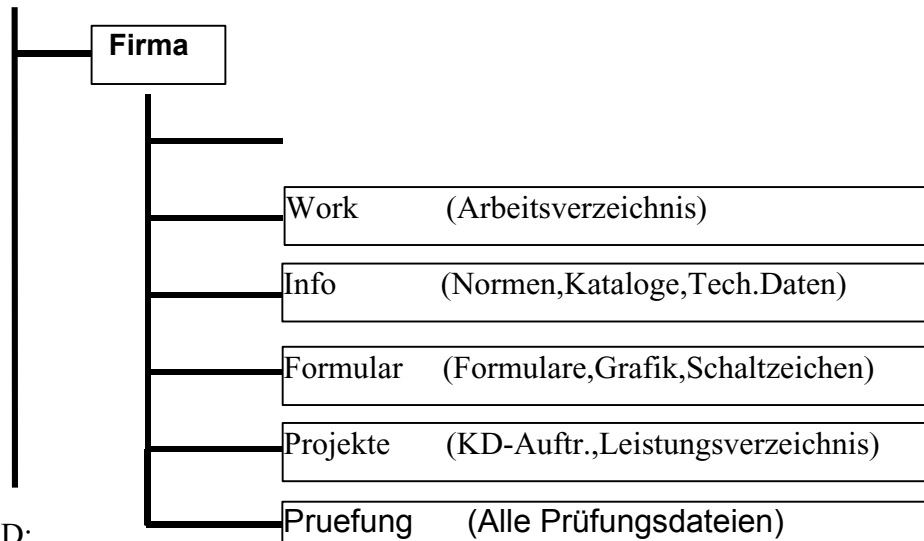 Firma
Work (Arbeitsverzeichnis)
Info (Normen,Kataloge,Tech.Daten)
Formular (Formulare,Grafik,Schaltzeichen)
Projekte (KD-Auftr.,Leistungsverzeichnis)
Pruefung (Alle Prüfungsdateien)
D: